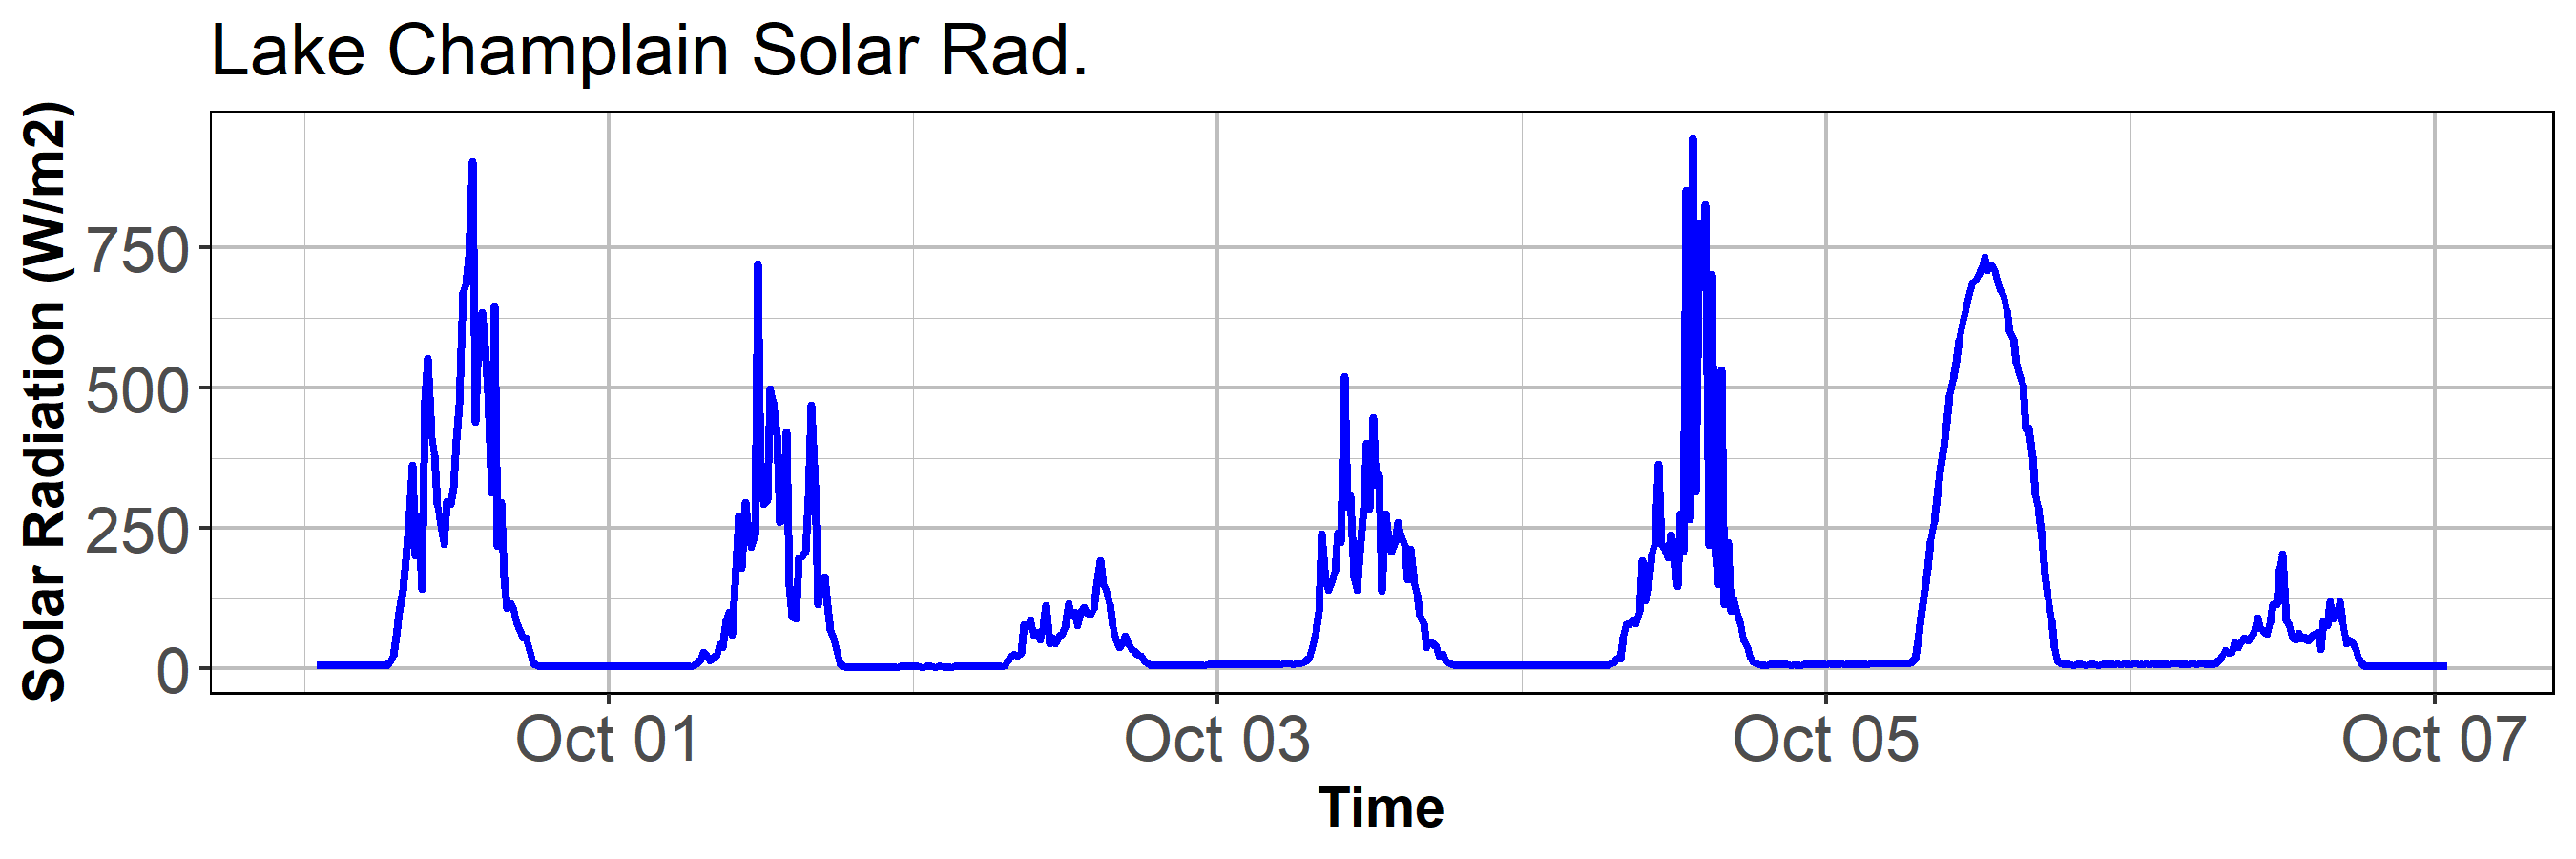 Lake Champlain Solar Rad.
Solar Radiation (W/m2)
750
500
250
0
Oct 01 Oct 03 Oct 05 Oct 07
Time